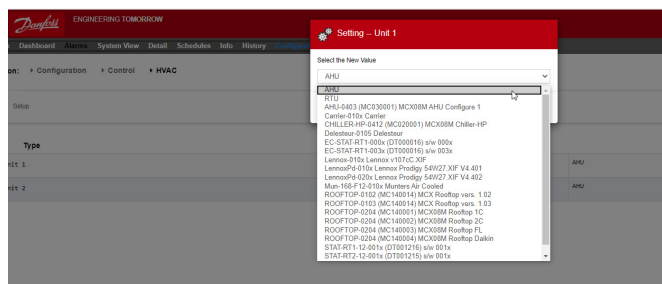 Danfoss
ENGINEERING TOMORROW
Dashboard Alarms System View Detail Schedules Info History
on: Configuration Control HVAC
Setup
Type
nit 1 AHU
nit 2 AHU
Setting -- Unit 1
Select the New Value
AHU
AHU
RTU
AHU-0403 (MC030001) MCX08M AHU Configure 1
Carrier-010x Carrier
CHILLER-HP-0412 (MC020001) MCX08M Chiller-HP
Delesteur-0105 Delesteur
EC-STAT-RT1-000x (DT000016) s/w 000x
EC-STAT-RT1-003x (DT000016) s/w 003x
Lennox-010x Lennox v107cC.XIF
LennoxPd-010x Lennox Prodigy 54W27.XIF V4.401
LennoxPd-020x Lennox Prodigy 54W27.XIF V4.402
Mun-168-F12-010x Munters Air Cooled
ROOFTOP-0102 (MC140014) MCX Rooftop vers. 1.02
ROOFTOP-0103 (MC140014) MCX Rooftop vers. 1.03
ROOFTOP-0204 (MC140001) MCX08M Rooftop 1C
ROOFTOP-0204 (MC140002) MCX08M Rooftop 2C
ROOFTOP-0204 (MC140003) MCX08M Rooftop FL
ROOFTOP-0204 (MC140004) MCX08M Rooftop Daikin
STAT-RT1-12-001x (DT001216) s/w 001x
STAT-RT2-12-001x (DT001215) s/w 001x